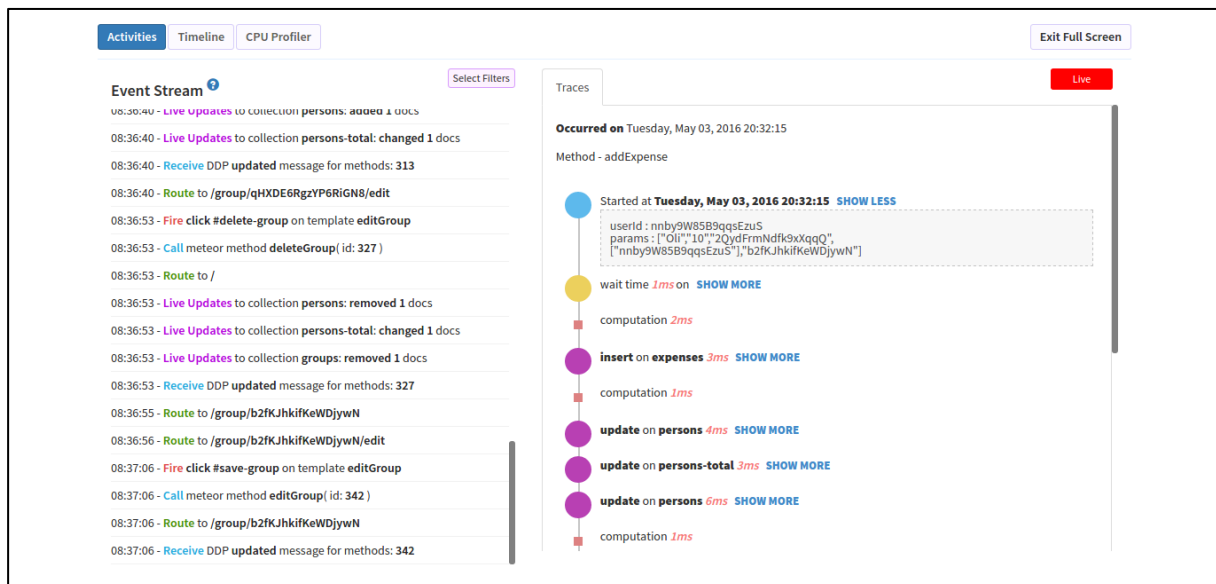 Activities
Timeline
CPU Profiler
Exit Full Screen
Event Stream ?
Select Filters
08:36:40 - Live Updates to collection persons: added 1 docs
08:36:40 - Live Updates to collection persons-total: changed 1 docs
08:36:40 - Receive DDP updated message for methods: 313
08:36:40 - Route to /group/qHXDE6RgzYP6RiGN8/edit
08:36:53 - Fire click #delete-group on template editGroup
08:36:53 - Call meteor method deleteGroup( id: 327 )
08:36:53 - Route to /
08:36:53 - Live Updates to collection persons: removed 1 docs
08:36:53 - Live Updates to collection persons-total: changed 1 docs
08:36:53 - Live Updates to collection groups: removed 1 docs
08:36:53 - Receive DDP updated message for methods: 327
08:36:55 - Route to /group/b2fKJhkifKeWDjywN
08:36:56 - Route to /group/b2fKJhkifKeWDjywN/edit
08:37:06 - Fire click #save-group on template editGroup
08:37:06 - Call meteor method editGroup( id: 342 )
08:37:06 - Route to /group/b2fKJhkifKeWDjywN
08:37:06 - Receive DDP updated message for methods: 342
Traces
Live
Occurred on Tuesday, May 03, 2016 20:32:15
Method - addExpense
Started at Tuesday, May 03, 2016 20:32:15 SHOW LESS
userId : nnby9W85B9qqsEzuS
params : ["Oli","10","2QydFrmNdfk9xXqqQ",
["nnby9W85B9qqsEzuS"],"b2fKJhkifKeWDjywN"]
wait time 1ms on SHOW MORE
computation 2ms
insert on expenses 3ms SHOW MORE
computation 1ms
update on persons 4ms SHOW MORE
update on persons-total 3ms SHOW MORE
update on persons 6ms SHOW MORE
computation 1ms